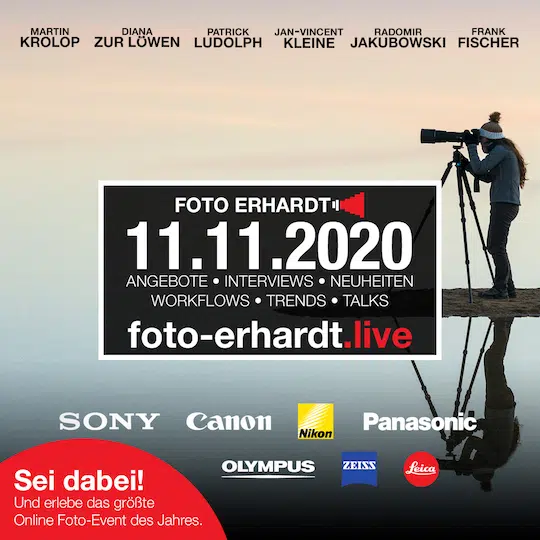 MARTIN KROLOP
DIANA ZUR LÖWEN
PATRICK LUDOLPH
JAN-VINCENT KLEINE
RADOMIR JAKUBOWSKI
FRANK FISCHER
FOTO ERHARDT
11.11.2020
ANGEBOTE • INTERVIEWS • NEUHEITEN
WORKFLOWS • TRENDS • TALKS
foto-erhardt.live
SONY
Canon
Nikon
Panasonic
OLYMPUS
ZEISS
Leica
Sei dabei!
Und erlebe das größte
Online Foto-Event des Jahres.